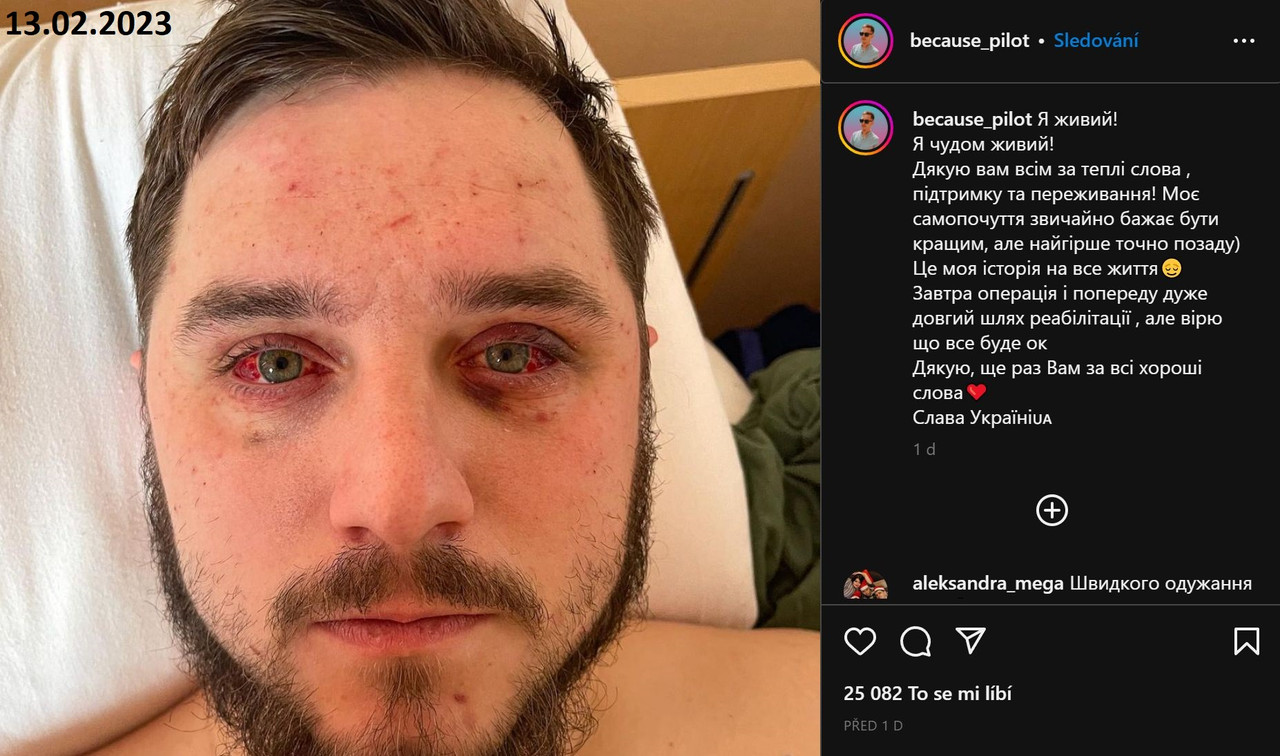 13.02.2023
because_pilot • Sledování
because_pilot Я живий!
Я чудом живий!
Дякую вам всім за теплі слова ,
підтримку та переживання! Моє
самопочуття звичайно бажає бути
кращим, але найгірше точно позаду)
Це моя історія на все життя😌
Завтра операція і попереду дуже
довгий шлях реабілітації , але вірю
що все буде ок
Дякую, ще раз Вам за всі хороші
слова❤️
Слава Україні🇺🇦
1 d
aleksandra_mega Швидкого одужання
25 082 To se mi líbí
PŘED 1 D